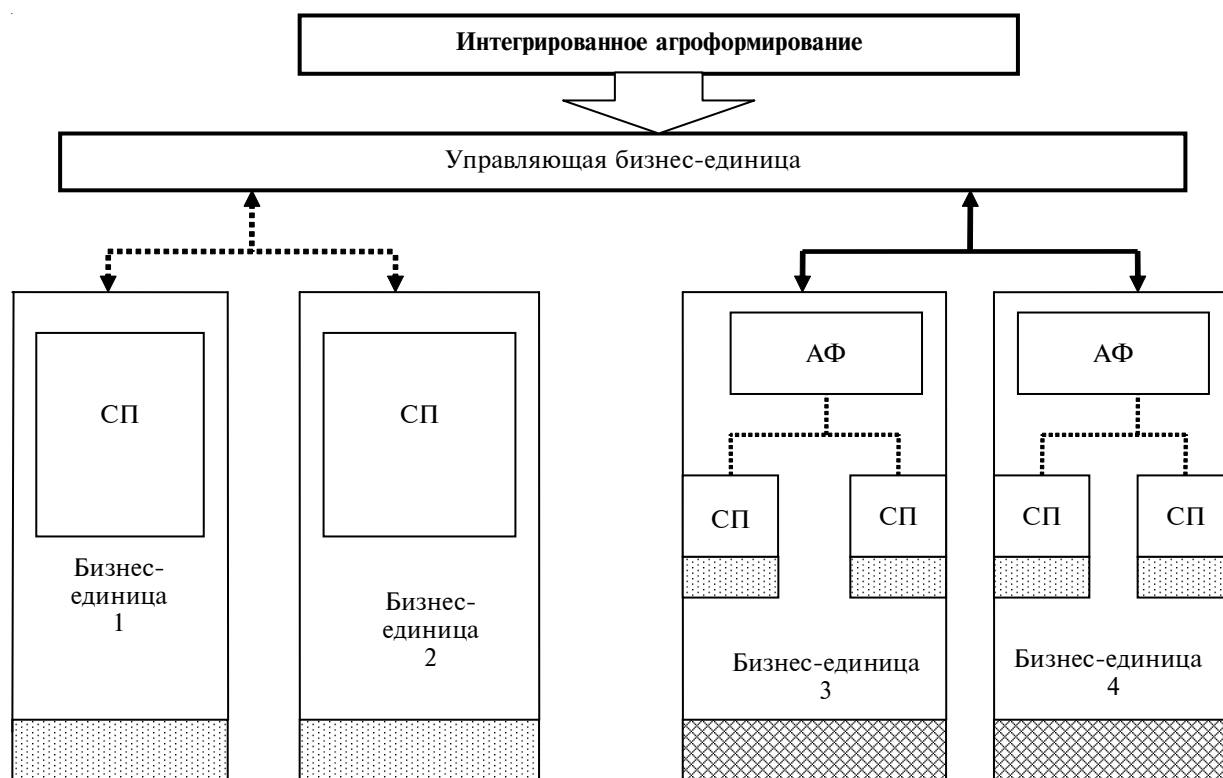 Интегрированное агроформирование
Управляющая бизнес-единица
СП
Бизнес-
единица
1
СП
Бизнес-
единица
2
АФ
СП
СП
Бизнес-единица
3
АФ
СП
СП
Бизнес-единица
4